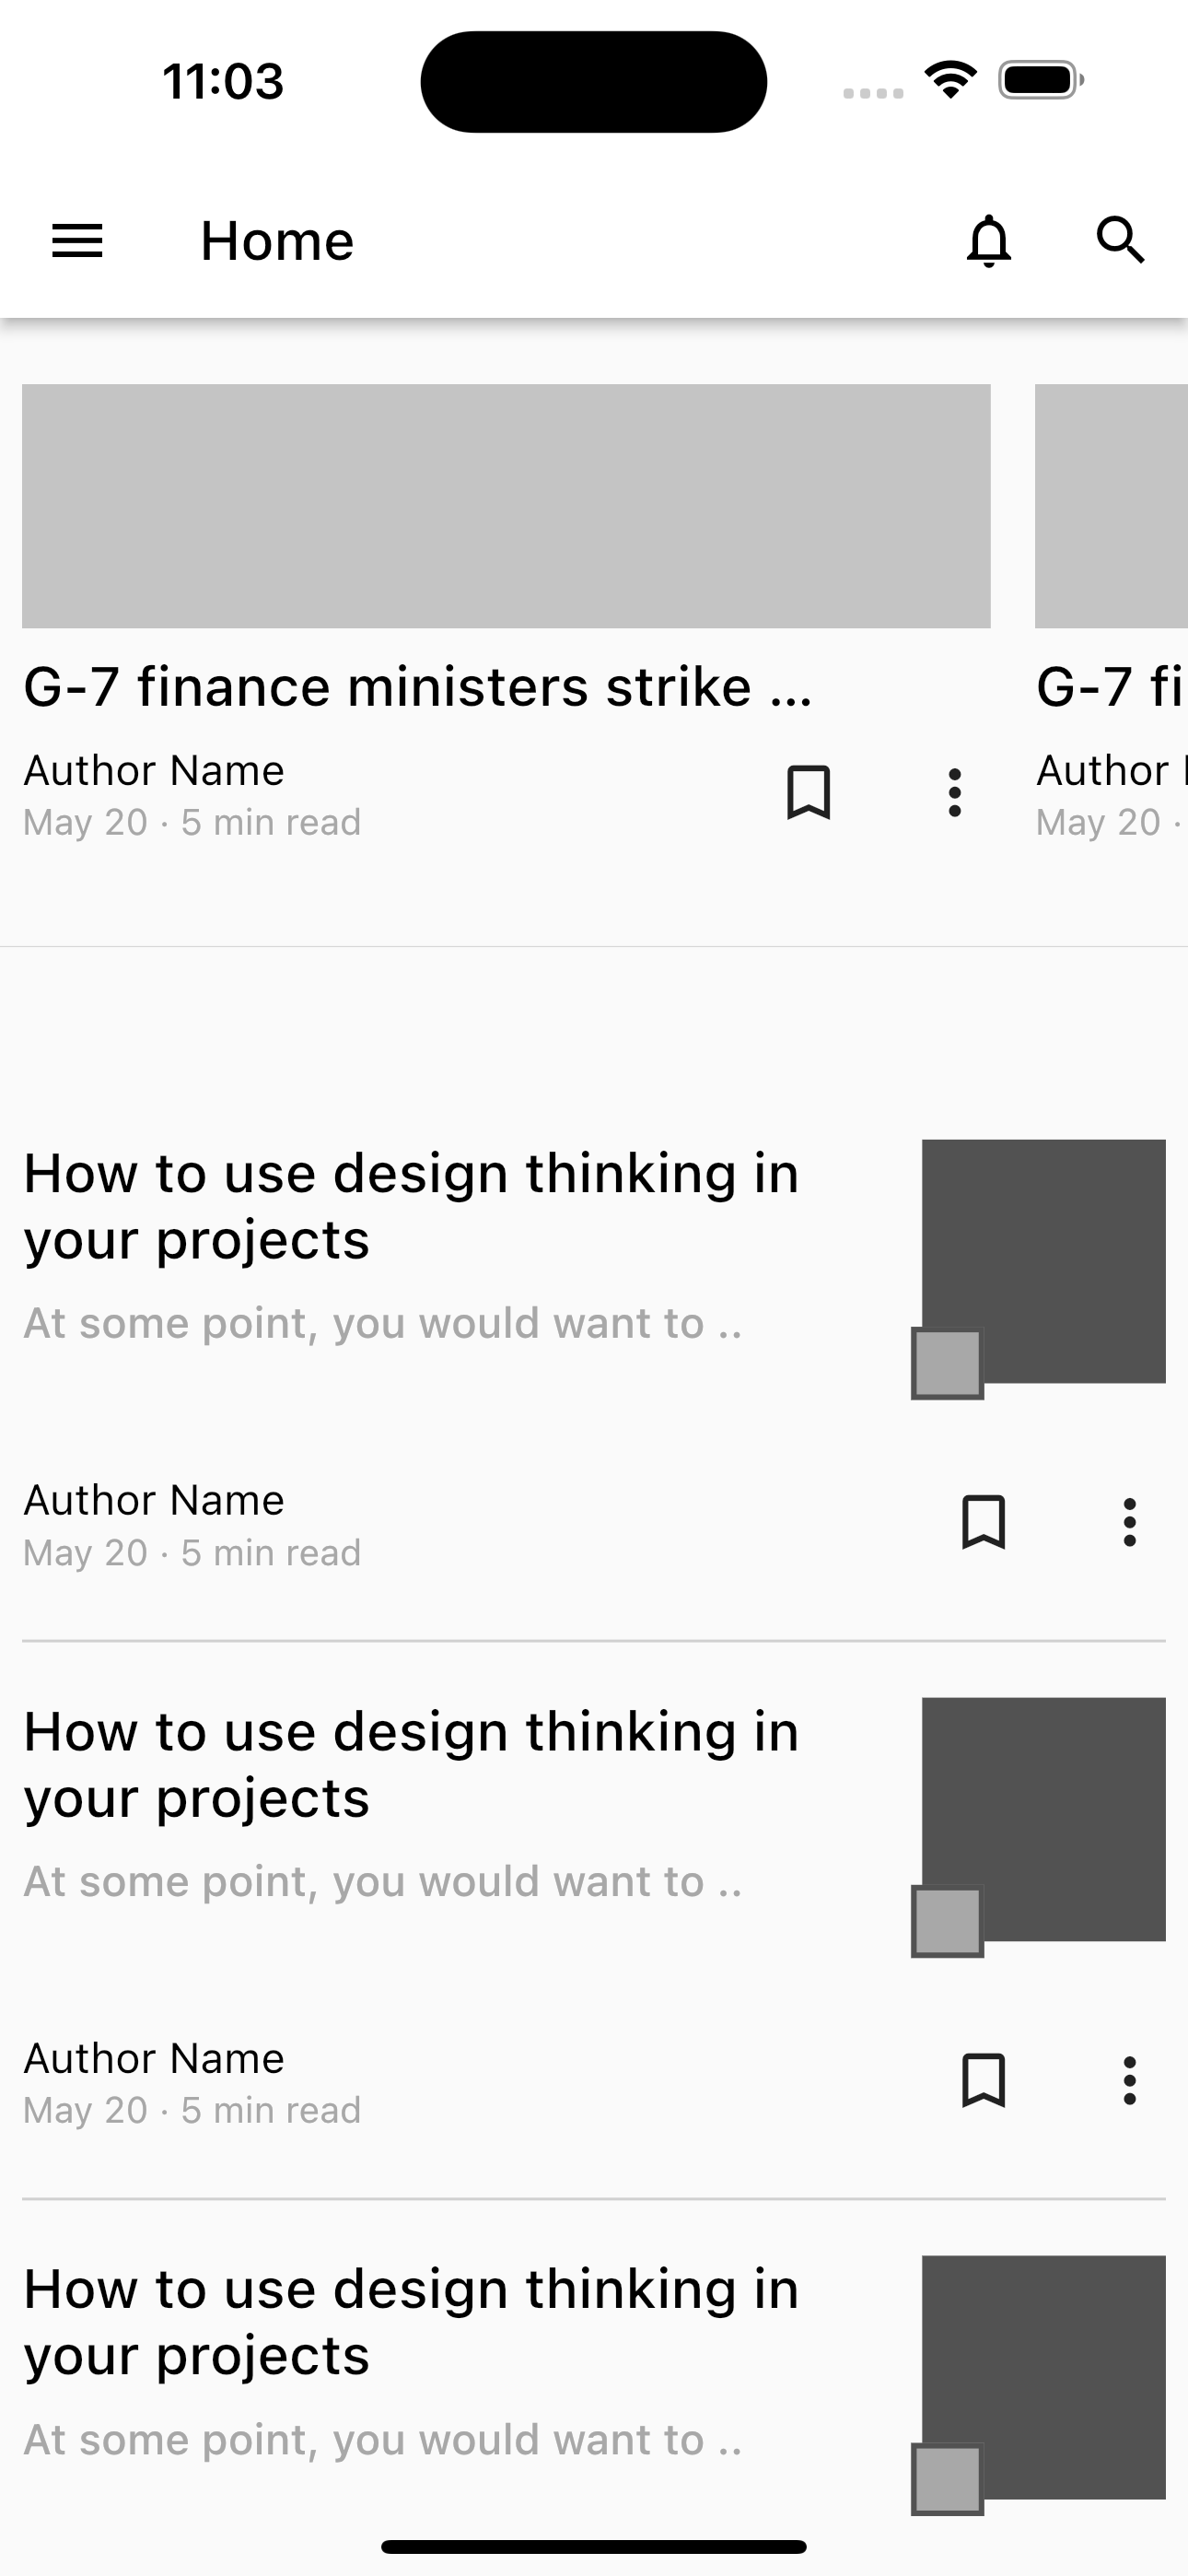 11:03
Home
G-7 finance ministers strike ...
G-7 fi
Author Name
Author
May 20 · 5 min read
May 20 ·
How to use design thinking in
your projects
At some point, you would want to ..
Author Name
May 20 · 5 min read
How to use design thinking in
your projects
At some point, you would want to ..
Author Name
May 20 · 5 min read
How to use design thinking in
your projects
At some point, you would want to ..